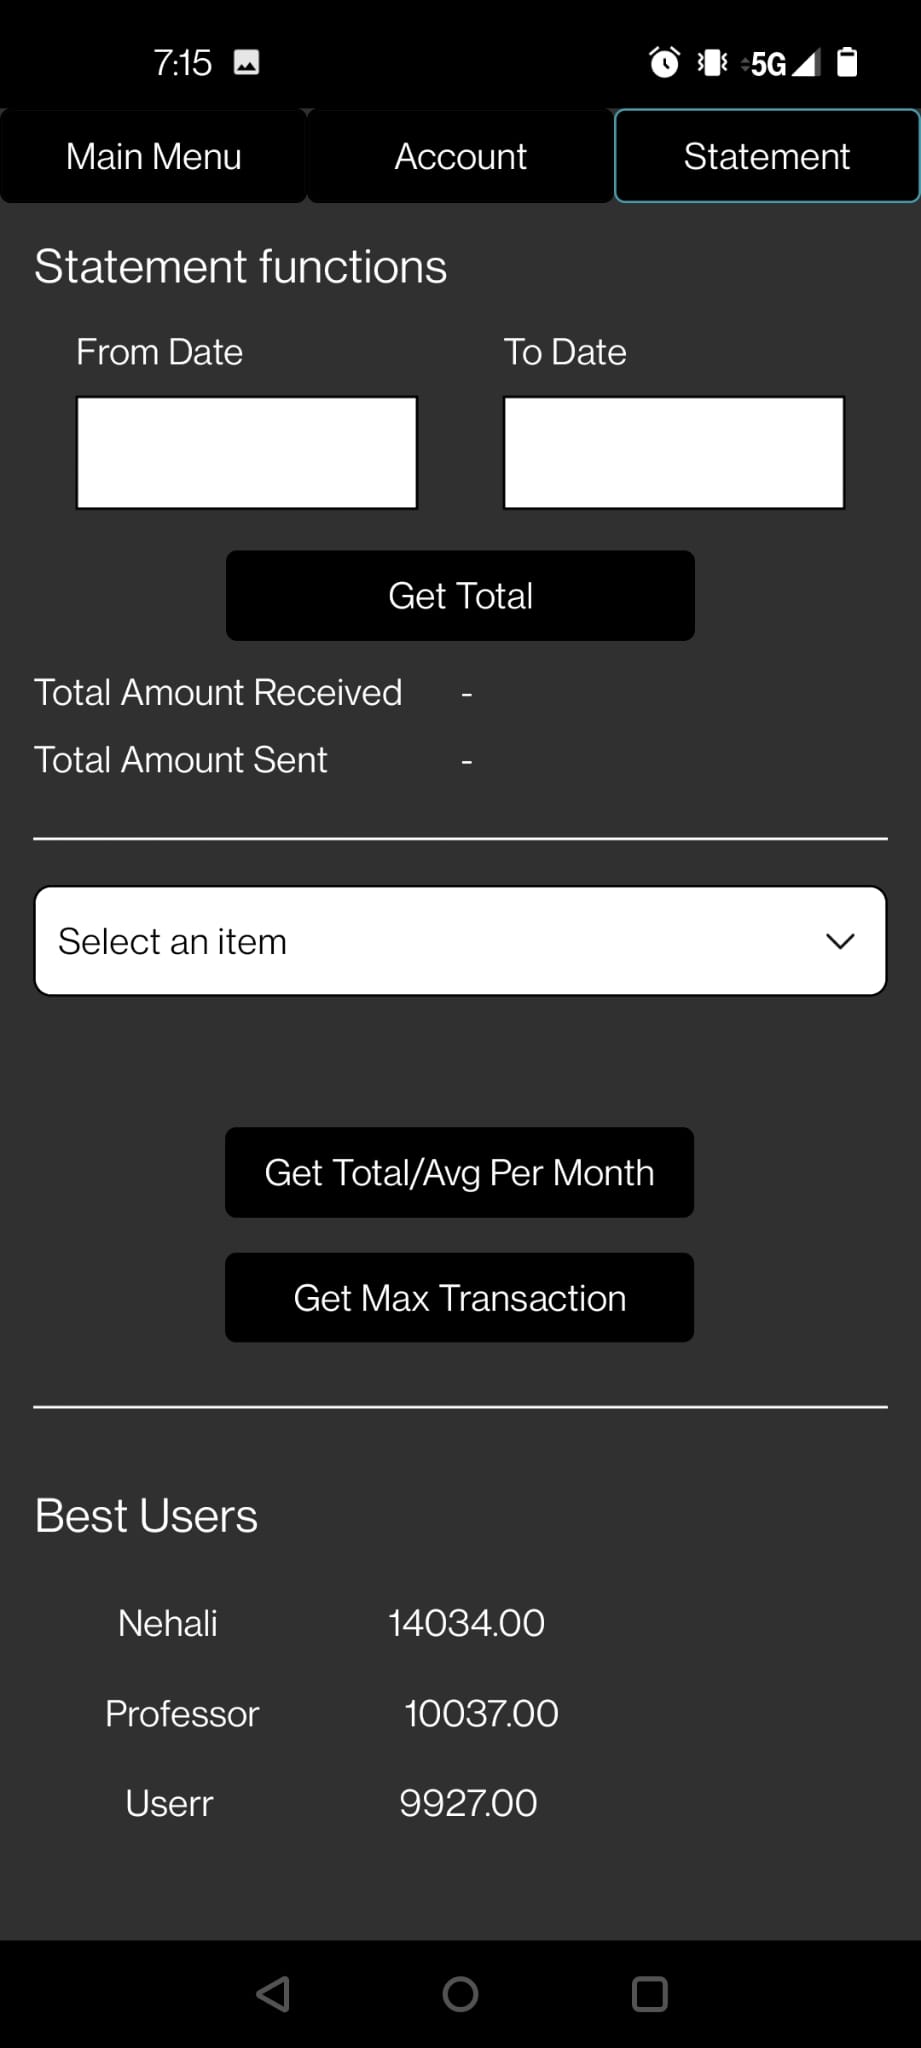 7:15 5G
Main Menu Account Statement
Statement functions
From Date To Date
Get Total
Total Amount Received -
Total Amount Sent -
Select an item
Get Total/Avg Per Month
Get Max Transaction
Best Users
Nehali 14034.00
Professor 10037.00
Userr 9927.00